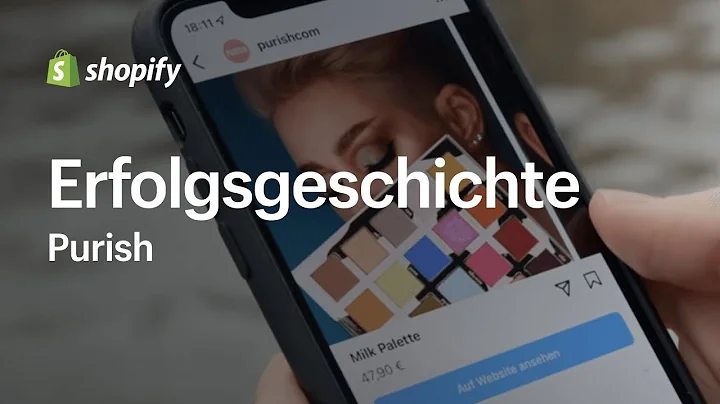 18:11
purishcom
shopify
Erfolgsgeschichte
Purish
Milk Palette
47,90 €
Auf Website ansehen